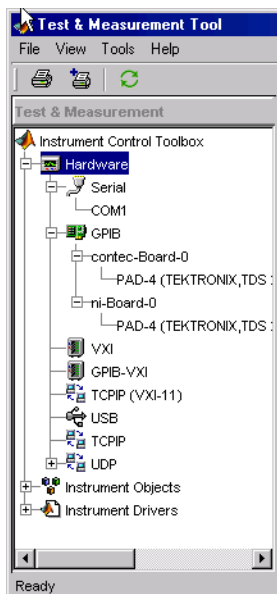 Test & Measurement Tool
File View Tools Help
Test & Measurement
Instrument Control Toolbox
Hardware
Serial
COM1
GPIB
contec-Board-0
PAD-4 (TEKTRONIX,TDS
ni-Board-0
PAD-4 (TEKTRONIX,TDS
VXI
GPIB-VXI
TCPIP (VXI-11)
USB
TCPIP
UDP
Instrument Objects
Instrument Drivers
Ready